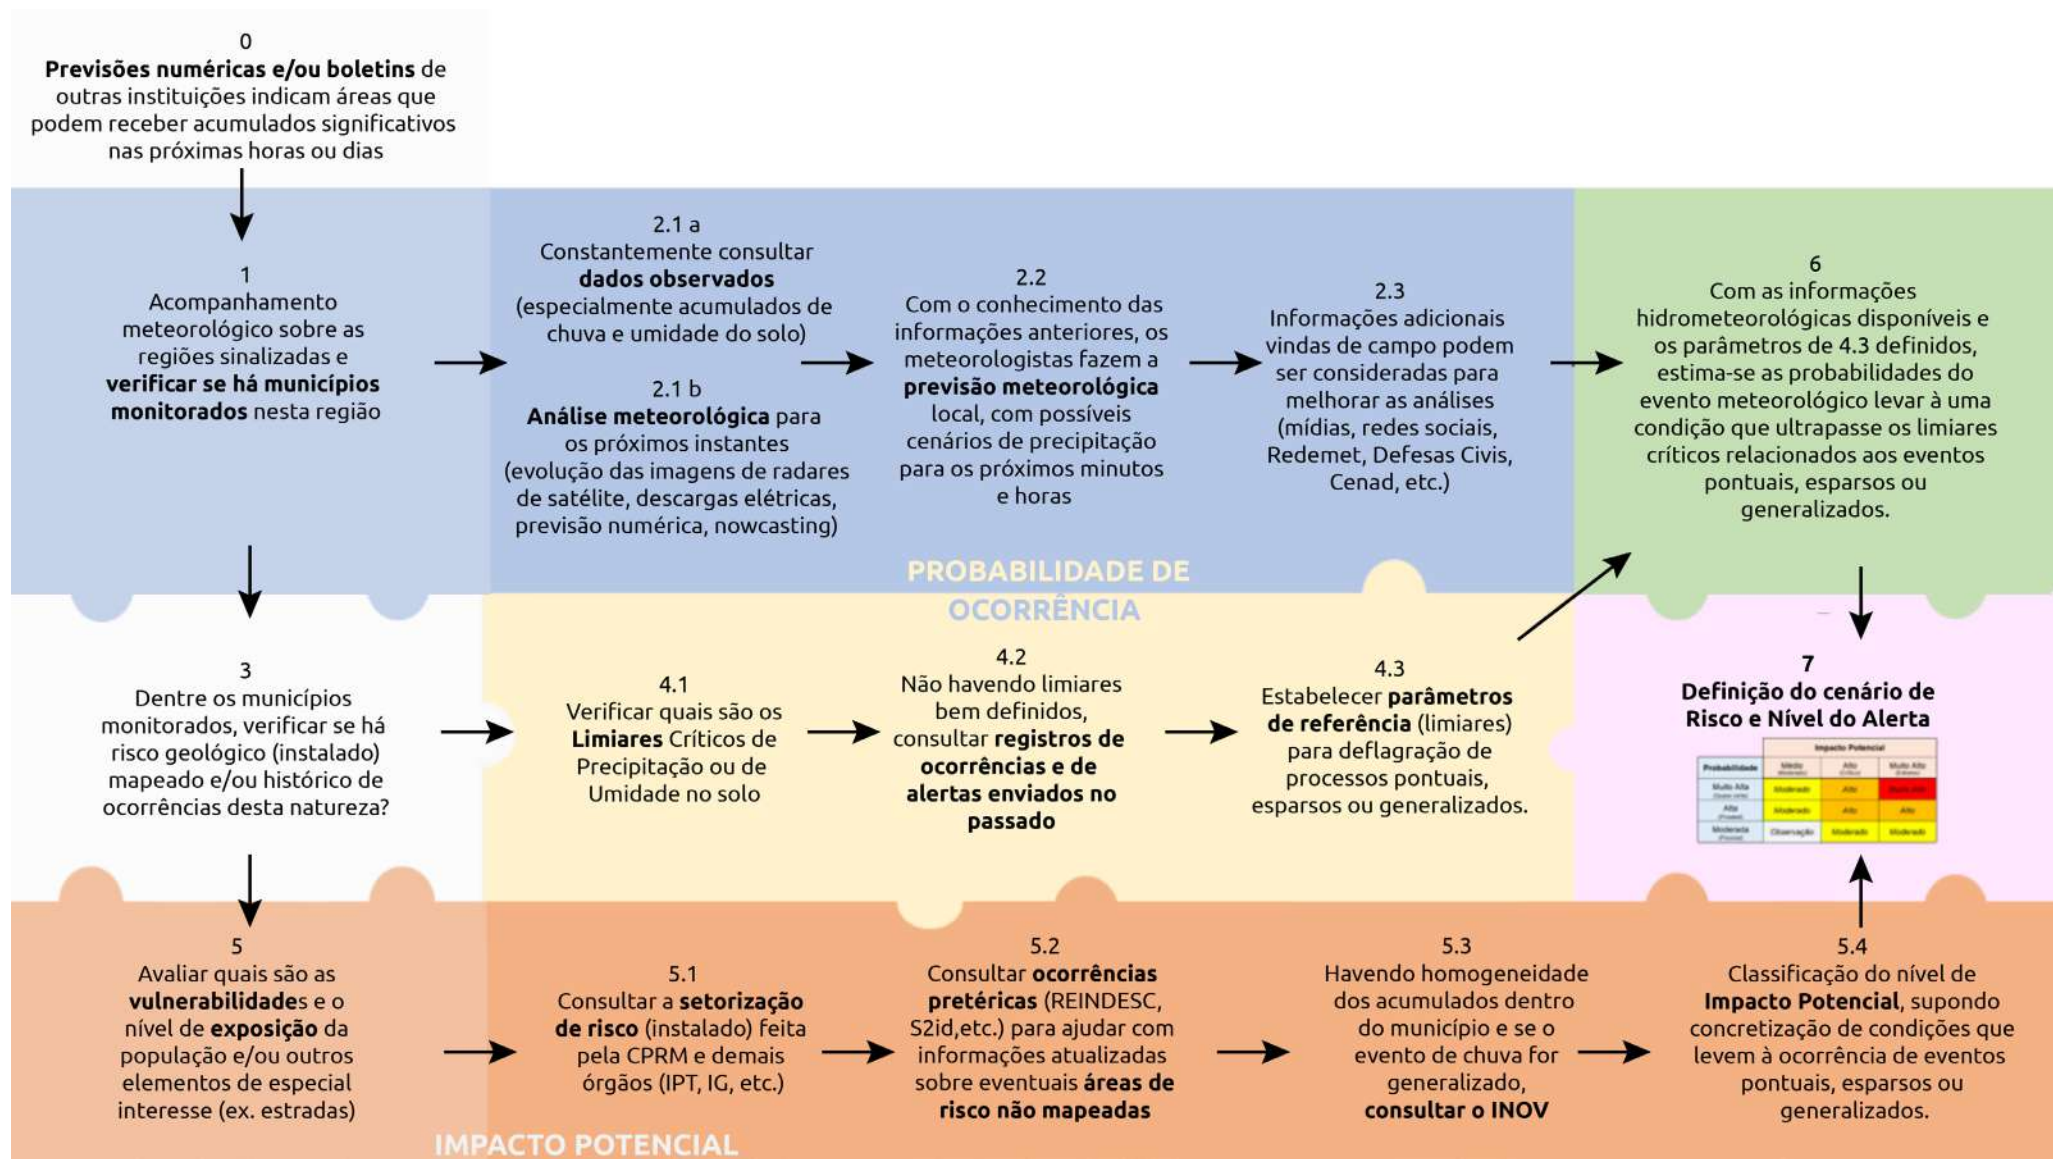 0
Previsões numéricas e/ou boletins de
outras instituições indicam áreas que
podem receber acumulados significativos
nas próximas horas ou dias
1
Acompanhamento
meteorológico sobre as
regiões sinalizadas e
verificar se há municípios
monitorados nesta região
2.1 a
Constantemente consultar
dados observados
(especialmente acumulados de
chuva e umidade do solo)
2.1 b
Análise meteorológica para
os próximos instantes
(evolução das imagens de radares
de satélite, descargas elétricas,
previsão numérica, nowcasting)
2.2
Com o conhecimento das
informações anteriores, os
meteorologistas fazem a
previsão meteorológica
local, com possíveis
cenários de precipitação
para os próximos minutos
e horas
2.3
Informações adicionais
vindas de campo podem
ser consideradas para
melhorar as análises
(mídias, redes sociais,
Redemet, Defesas Civis,
Cenad, etc.)
6
Com as informações
hidrometeorológicas disponíveis e
os parâmetros de 4.3 definidos,
estima-se as probabilidades do
evento meteorológico levar à uma
condição que ultrapasse os limiares
críticos relacionados aos eventos
pontuais, esparsos ou
generalizados.
PROBABILIDADE DE
OCORRÊNCIA
3
Dentre os municípios
monitorados, verificar se há
risco geológico (instalado)
mapeado e/ou histórico de
ocorrências desta natureza?
4.1
Verificar quais são os
Limiares Críticos de
Precipitação ou de
Umidade no solo
4.2
Não havendo limiares
bem definidos,
consultar registros de
ocorrências e de
alertas enviados no
passado
4.3
Estabelecer parâmetros
de referência (limiares)
para deflagração de
processos pontuais,
esparsos ou generalizados.
7
Definição do cenário de
Risco e Nível do Alerta
Impacto Potencial
Probabilidade Médio Alto Muito Alto
Muito Alta Moderado Alto
Alta Moderado Alto Alto
Moderada Observação Moderado Moderado
5
Avaliar quais são as
vulnerabilidades e o
nível de exposição da
população e/ou outros
elementos de especial
interesse (ex. estradas)
5.1
Consultar a setorização
de risco (instalado) feita
pela CPRM e demais
órgãos (IPT, IG, etc.)
5.2
Consultar ocorrências
pretéricas (REINDESC,
S2id,etc.) para ajudar com
informações atualizadas
sobre eventuais áreas de
risco não mapeadas
5.3
Havendo homogeneidade
dos acumulados dentro
do município e se o
evento de chuva for
generalizado,
consultar o INOV
5.4
Classificação do nível de
Impacto Potencial, supondo
concretização de condições que
levem à ocorrência de eventos
pontuais, esparsos ou
generalizados.
IMPACTO POTENCIAL